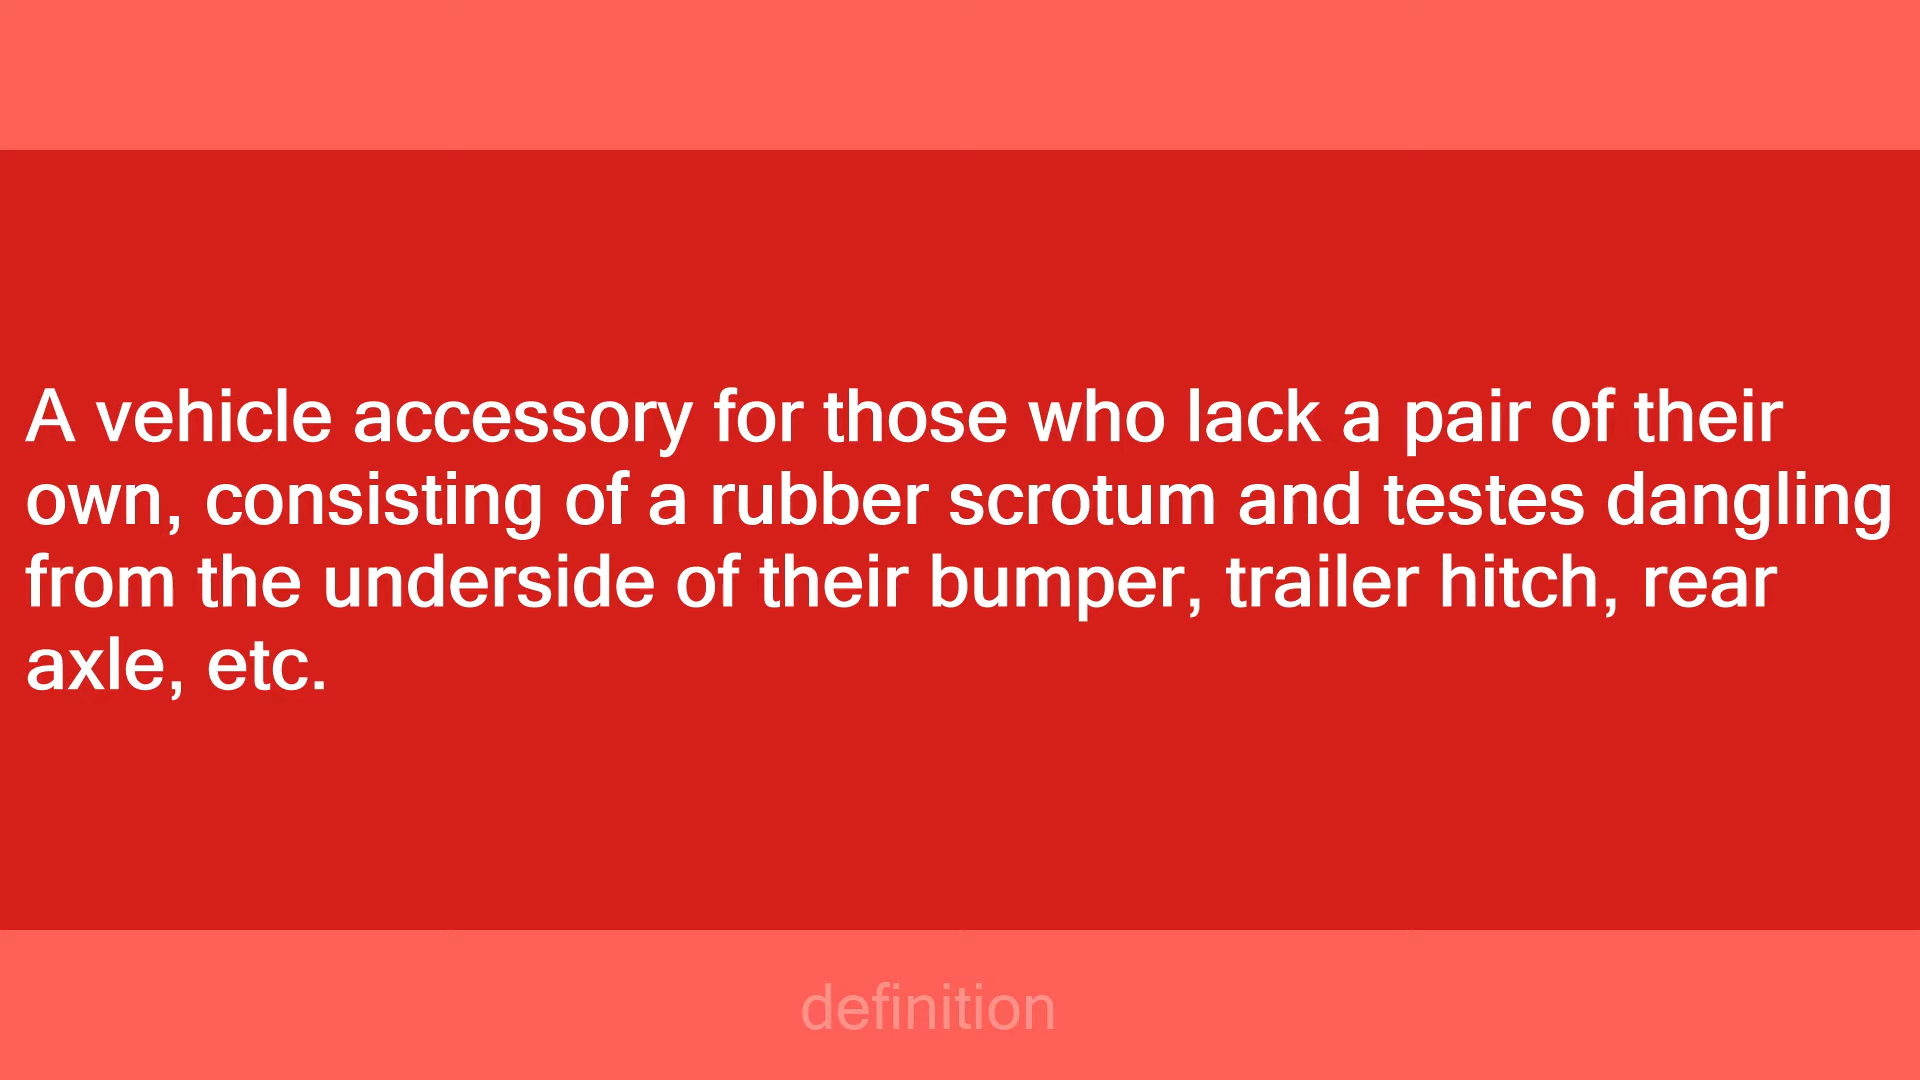 A vehicle accessory for those who lack a pair of their
own, consisting of a rubber scrotum and testes dangling
from the underside of their bumper, trailer hitch, rear
axle, etc.
definition